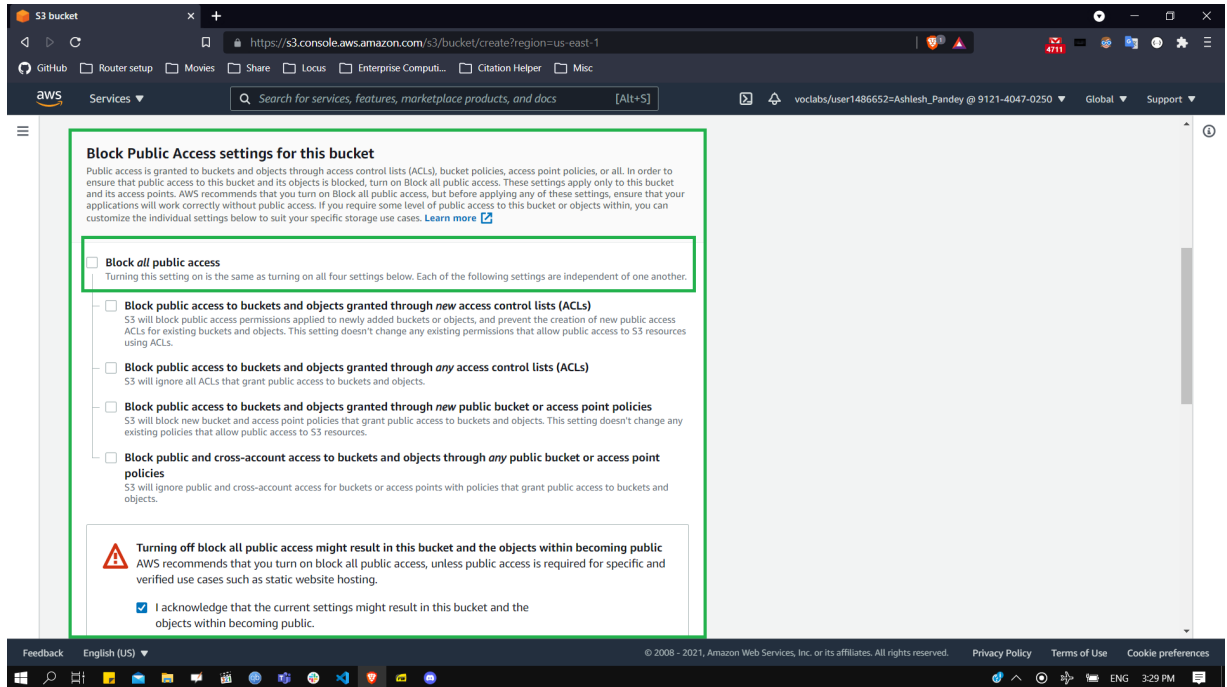 S3 bucket
https://s3.console.aws.amazon.com/s3/bucket/create?region=us-east-1
4711
GitHub Router setup Movies Share Locus Enterprise Computi... Citation Helper Misc
aws Services ▼ Search for services, features, marketplace products, and docs [Alt+S] voclabs/user1486652=Ashlesh_Pandey @ 9121-4047-0250 ▼ Global ▼ Support ▼
Block Public Access settings for this bucket
Public access is granted to buckets and objects through access control lists (ACLs), bucket policies, access point policies, or all. In order to
ensure that public access to this bucket and its objects is blocked, turn on Block all public access. These settings apply only to this bucket
and its access points. AWS recommends that you turn on Block all public access, but before applying any of these settings, ensure that your
applications will work correctly without public access. If you require some level of public access to this bucket or objects within, you can
customize the individual settings below to suit your specific storage use cases. Learn more
Block all public access
Turning this setting on is the same as turning on all four settings below. Each of the following settings are independent of one another.
Block public access to buckets and objects granted through new access control lists (ACLs)
S3 will block public access permissions applied to newly added buckets or objects, and prevent the creation of new public access
ACLs for existing buckets and objects. This setting doesn't change any existing permissions that allow public access to S3 resources
using ACLs.
Block public access to buckets and objects granted through any access control lists (ACLs)
S3 will ignore all ACLs that grant public access to buckets and objects.
Block public access to buckets and objects granted through new public bucket or access point policies
S3 will block new bucket and access point policies that grant public access to buckets and objects. This setting doesn't change any
existing policies that allow public access to S3 resources.
Block public and cross-account access to buckets and objects through any public bucket or access point
policies
S3 will ignore public and cross-account access for buckets or access points with policies that grant public access to buckets and
objects.
Turning off block all public access might result in this bucket and the objects within becoming public
AWS recommends that you turn on block all public access, unless public access is required for specific and
verified use cases such as static website hosting.
I acknowledge that the current settings might result in this bucket and the
objects within becoming public.
Feedback English (US) ▼ © 2008 - 2021, Amazon Web Services, Inc. or its affiliates. All rights reserved. Privacy Policy Terms of Use Cookie preferences
ENG 3:29 PM